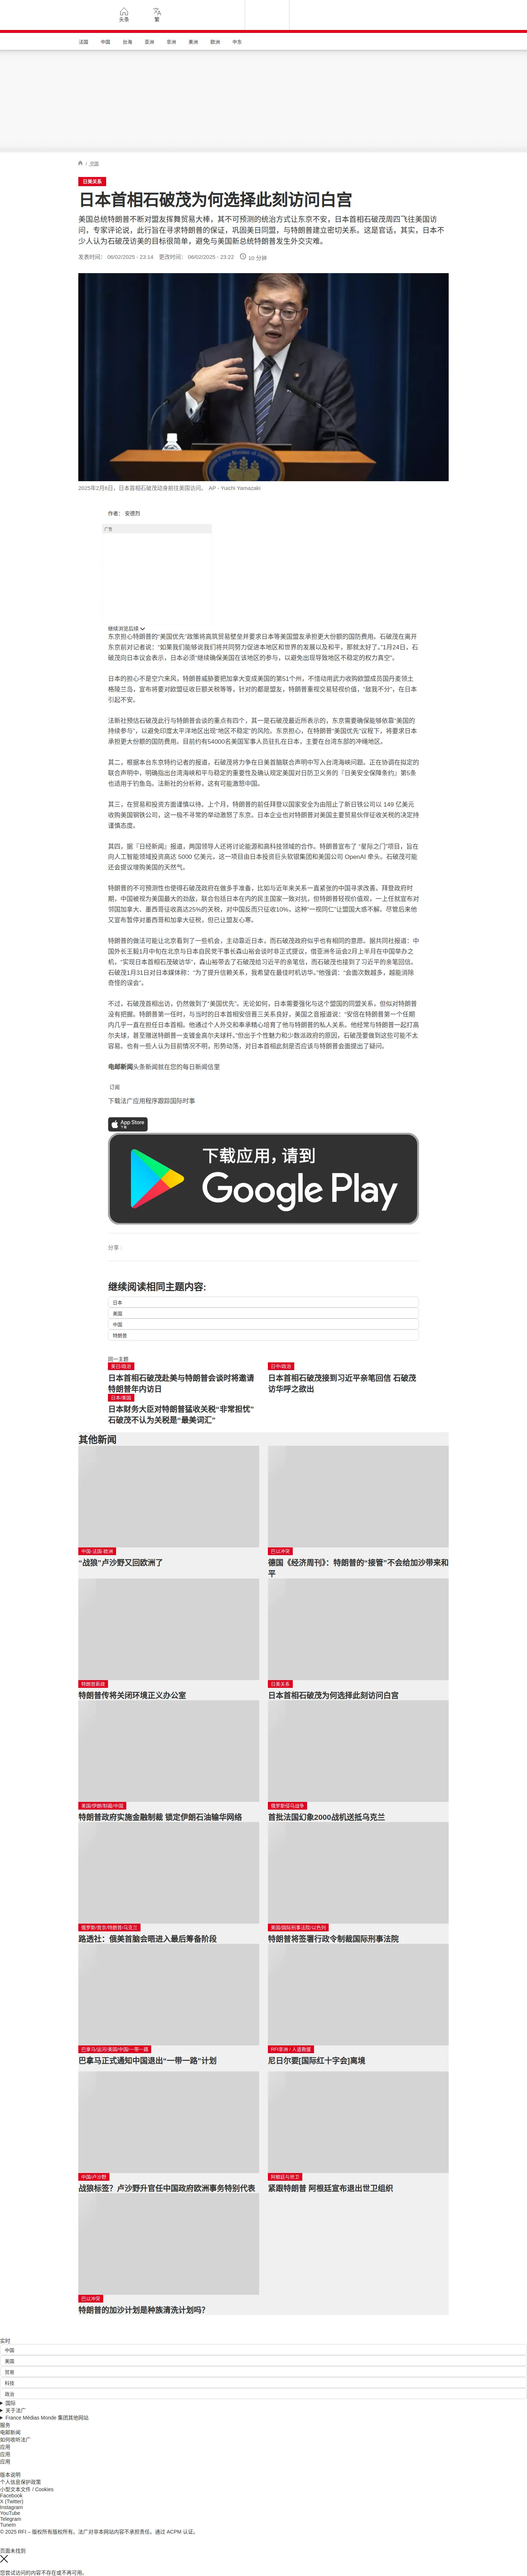 头条
繁
法国
中国
台海
亚洲
非洲
美洲
欧洲
中东
/ 中国
日美关系
日本首相石破茂为何选择此刻访问白宫
美国总统特朗普不断对盟友挥舞贸易大棒，其不可预测的统治方式让东京不安，日本首相石破茂周四飞往美国访
问，专家评论说，此行旨在寻求特朗普的保证，巩固美日同盟，与特朗普建立密切关系。这是官话，其实，日本不
少人认为石破茂访美的目标很简单，避免与美国新总统特朗普发生外交灾难。
发表时间： 06/02/2025 - 23:14 更改时间： 06/02/2025 - 23:22 10 分钟
2025年2月6日，日本首相石破茂动身前往美国访问。 AP - Yuichi Yamazaki
作者： 安德烈
广告
继续浏览后续
东京担心特朗普的“美国优先”政策将高筑贸易壁垒并要求日本等美国盟友承担更大份额的国防费用。石破茂在离开
东京前对记者说：“如果我们能够说我们将共同努力促进本地区和世界的发展以及和平，那就太好了。”1月24日，石
破茂向日本议会表示，日本必须“继续确保美国在该地区的参与，以避免出现导致地区不稳定的权力真空”。
日本的担心不是空穴来风，特朗普威胁要把加拿大变成美国的第51个州，不惜动用武力收购欧盟成员国丹麦领土
格陵兰岛，宣布将要对欧盟征收巨额关税等等，针对的都是盟友，特朗普重视交易轻视价值，“敌我不分”，在日本
引起不安。
法新社预估石破茂此行与特朗普会谈的重点有四个，其一是石破茂最近所表示的，东京需要确保能够依靠“美国的
持续参与”，以避免印度太平洋地区出现“地区不稳定”的风险。东京担心，在特朗普“美国优先”议程下，将要求日本
承担更大份额的国防费用。目前约有54000名美国军事人员驻扎在日本，主要在台湾东部的冲绳地区。
其二，根据本台东京特约记者的报道，石破茂将力争在日美首脑联合声明中写入台湾海峡问题。正在协调在拟定的
联合声明中，明确指出台湾海峡和平与稳定的重要性及确认规定美国对日防卫义务的『日美安全保障条约』第5条
也适用于钓鱼岛。法新社的分析称，这有可能激怒中国。
其三，在贸易和投资方面谨慎以待。上个月，特朗普的前任拜登以国家安全为由阻止了新日铁公司以 149 亿美元
收购美国钢铁公司，这一极不寻常的举动激怒了东京。日本企业也对特朗普对美国主要贸易伙伴征收关税的决定持
谨慎态度。
其四，据『日经新闻』报道，两国领导人还将讨论能源和高科技领域的合作。特朗普宣布了 “星际之门”项目，旨在
向人工智能领域投资高达 5000 亿美元，这一项目由日本投资巨头软银集团和美国公司 OpenAI 牵头。石破茂可能
还会提议增购美国的天然气。
特朗普的不可预测性也使得石破茂政府在做多手准备，比如与近年来关系一直紧张的中国寻求改善。拜登政府时
期，中国被视为美国最大的劲敌，联合包括日本在内的民主国家一致对抗，但特朗普轻视价值观，一上任就宣布对
邻国加拿大、墨西哥征收高达25%的关税，对中国反而只征收10%。这种“一视同仁”让盟国大惑不解。尽管后来他
又宣布暂停对墨西哥和加拿大征税，但已让盟友心寒。
特朗普的做法可能让北京看到了一些机会，主动靠近日本，而石破茂政府似乎也有相同的意愿。据共同社报道：中
国外长王毅1月中旬在北京与日本自民党干事长森山裕会谈时非正式提议，借亚洲冬运会2月上半月在中国举办之
机，“实现日本首相石茂破访华”，森山裕带去了石破茂给习近平的亲笔信，而石破茂也接到了习近平的亲笔回信。
石破茂1月31日对日本媒体称：“为了提升信赖关系，我希望在最佳时机访华。”他强调：“会面次数越多，越能消除
奇怪的误会”。
不过，石破茂首相出访，仍然做到了“美国优先”。无论如何，日本需要强化与这个盟国的同盟关系，但似对特朗普
没有把握。特朗普第一任时，与当时的日本首相安倍晋三关系良好，美国之音报道说：“安倍在特朗普第一个任期
内几乎一直在担任日本首相。他通过个人外交和奉承精心培育了他与特朗普的私人关系。他经常与特朗普一起打高
尔夫球，甚至赠送特朗普一支镀金高尔夫球杆。”但出于个性魅力和少数派政府的原因，石破茂要做到这些可能不太
容易。也有一些人认为目前情况不明，形势动荡，对日本首相此刻是否应该与特朗普会面提出了疑问。
电邮新闻头条新闻就在您的每日新闻信里
订阅
下载法广应用程序跟踪国际时事
App Store
下载应用，请到
Google Play
分享 :
继续阅读相同主题内容:
日本
美国
中国
特朗普
同一主题
美日/政治
日本首相石破茂赴美与特朗普会谈时将邀请
特朗普年内访日
日中/政治
日本首相石破茂接到习近平亲笔回信 石破茂
访华呼之欲出
日本/美国
日本财务大臣对特朗普猛收关税“非常担忧”
石破茂不认为关税是“最美词汇”
其他新闻
中国·法国·欧洲
“战狼”卢沙野又回欧洲了
巴以冲突
德国《经济周刊》：特朗普的“接管”不会给加沙带来和
平
特朗普新政
特朗普传将关闭环境正义办公室
日美关系
日本首相石破茂为何选择此刻访问白宫
美国/伊朗/制裁/中国
特朗普政府实施金融制裁 锁定伊朗石油输华网络
俄罗斯侵乌战争
首批法国幻象2000战机送抵乌克兰
俄罗斯/普京/特朗普/乌克兰
路透社：俄美首脑会晤进入最后筹备阶段
美国/国际刑事法院/以色列
特朗普将签署行政令制裁国际刑事法院
巴拿马/运河/美国/中国/一带一路
巴拿马正式通知中国退出“一带一路”计划
RFI非洲 / 人道救援
尼日尔要[国际红十字会]离境
中国/卢沙野
战狼标签？卢沙野升官任中国政府欧洲事务特别代表
阿根廷与世卫
紧跟特朗普 阿根廷宣布退出世卫组织
巴以冲突
特朗普的加沙计划是种族清洗计划吗?
实时
中国
美国
贸易
科技
政治
国际
关于法广
France Médias Monde 集团其他网站
服务
电邮新闻
如何收听法广
应用
应用
应用
版本说明
个人信息保护政策
小型文本文件 / Cookies
Facebook
X (Twitter)
Instagram
YouTube
Telegram
TuneIn
© 2025 RFI – 版权所有版权所有。法广对非本网站内容不承担责任。通过 ACPM 认证。
页面未找到
您尝试访问的内容不存在或不再可用。